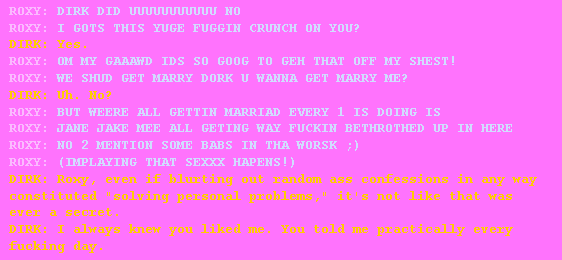 ROXY: DIRK DID UUUUUUUUUUU NO
ROXY: I GOTS THIS YUGE FUGGIN CRUNCH ON YOU?
DIRK: Yes.
ROXY: OM MY GAAAWD IDS SO GOOG TO GEH THAT OFF MY SHEST!
ROXY: WE SHUD GET MARRY DORK U WANNA GET MARRY ME?
DIRK: Uh. No?
ROXY: BUT WEERE ALL GETTIN MARRIAD EVERY 1 IS DOING IS
ROXY: JANE JAKE MEE ALL GETING WAY FUCKIN BETHROTHED UP IN HERE
ROXY: NO 2 MENTION SOME BABS IN THA WORSK ;)
ROXY: (IMPLAYING THAT SEXXX HAPENS!)
DIRK: Roxy, even if blurting out random ass confessions in any way
constituted "solving personal problems," it's not like that was
ever a secret.
DIRK: I always knew you liked me. You told me practically every
fucking day.